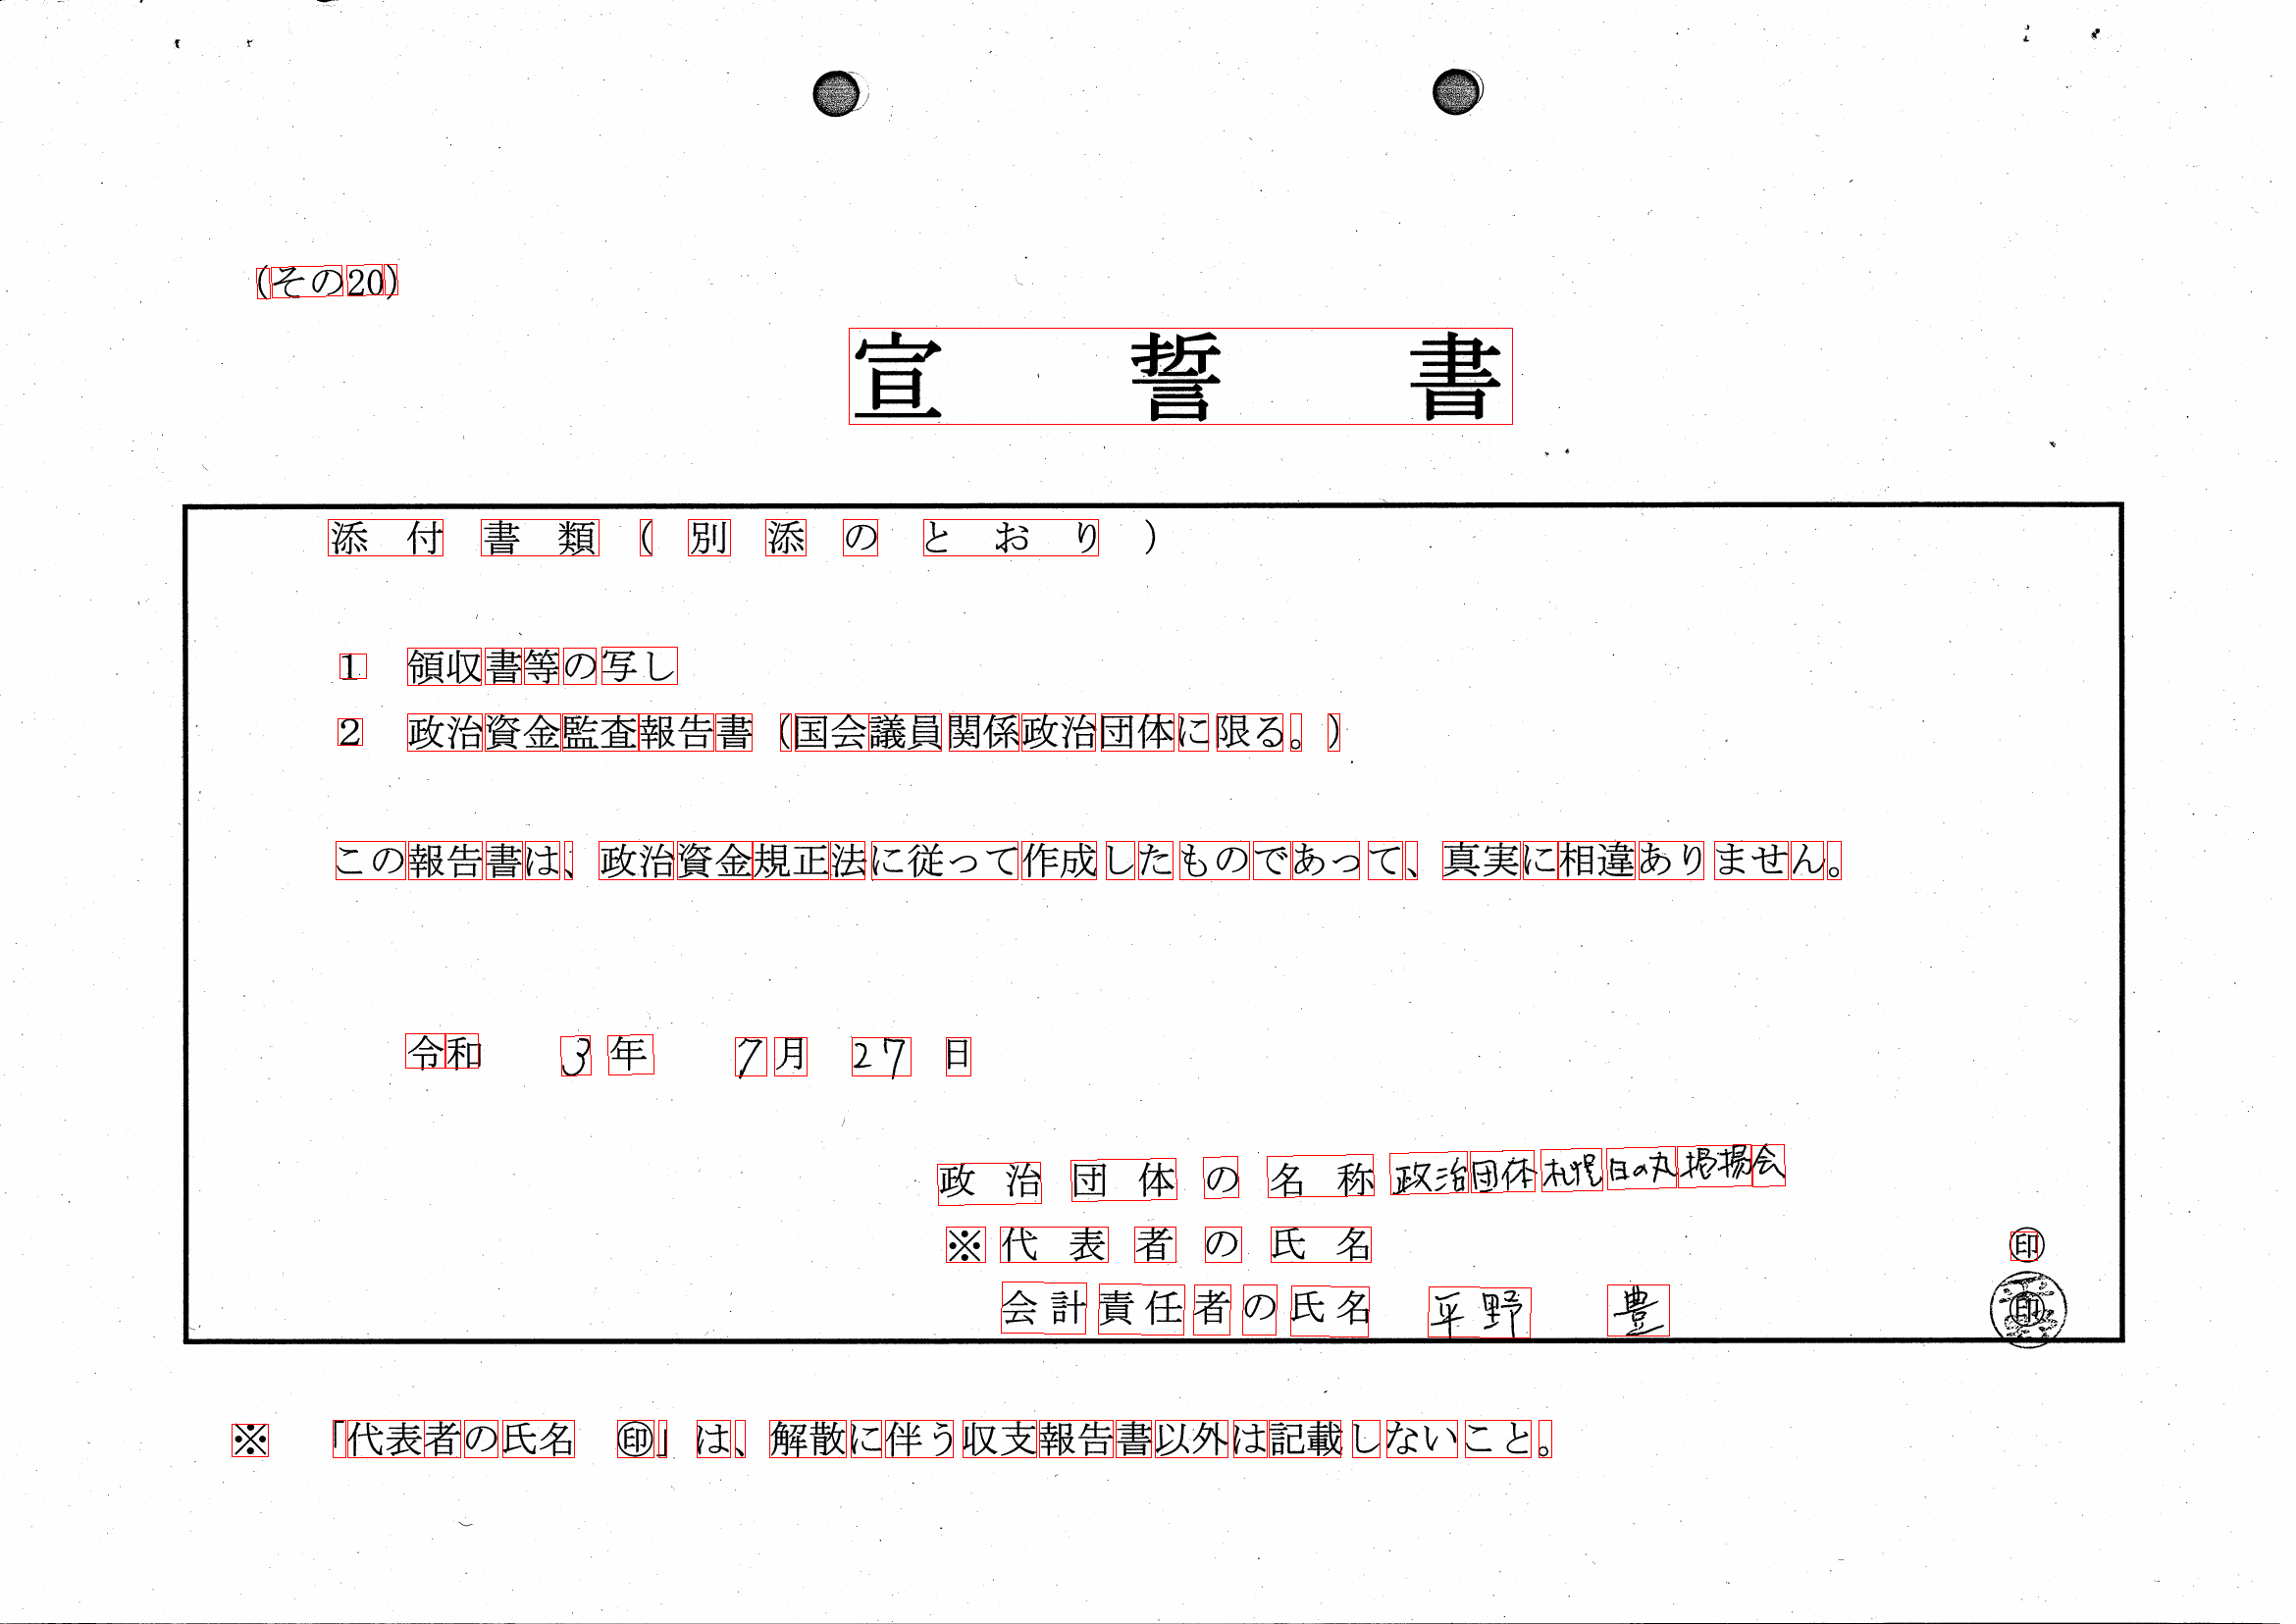 (その20)
宣誓書
添付書類(別添のとおり)
1 領収書等の写し
2 政治資金監査報告書(国会議員関係政治団体に限る。)
この報告書は、政治資金規正法に従って作成したものであって、真実に相違ありません。
令和 3年 7月 27日
政治団体の名称 政治団体札幌日の丸掲揚会
※代表者の氏名 ㊞
会計責任者の氏名 平野 豊 ㊞
※ 「代表者の氏名 ㊞」は、解散に伴う収支報告書以外は記載しないこと。